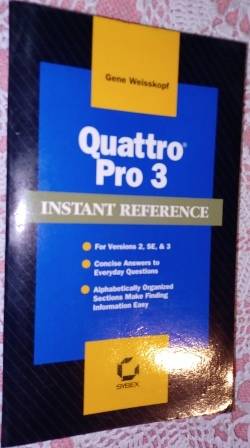 Gene Weisskopf
Quattro®
Pro 3
INSTANT REFERENCE
For Versions 2, SE, & 3
Concise Answers to
Everyday Questions
Alphabetically Organized
Sections Make Finding
Information Easy
SYBEX